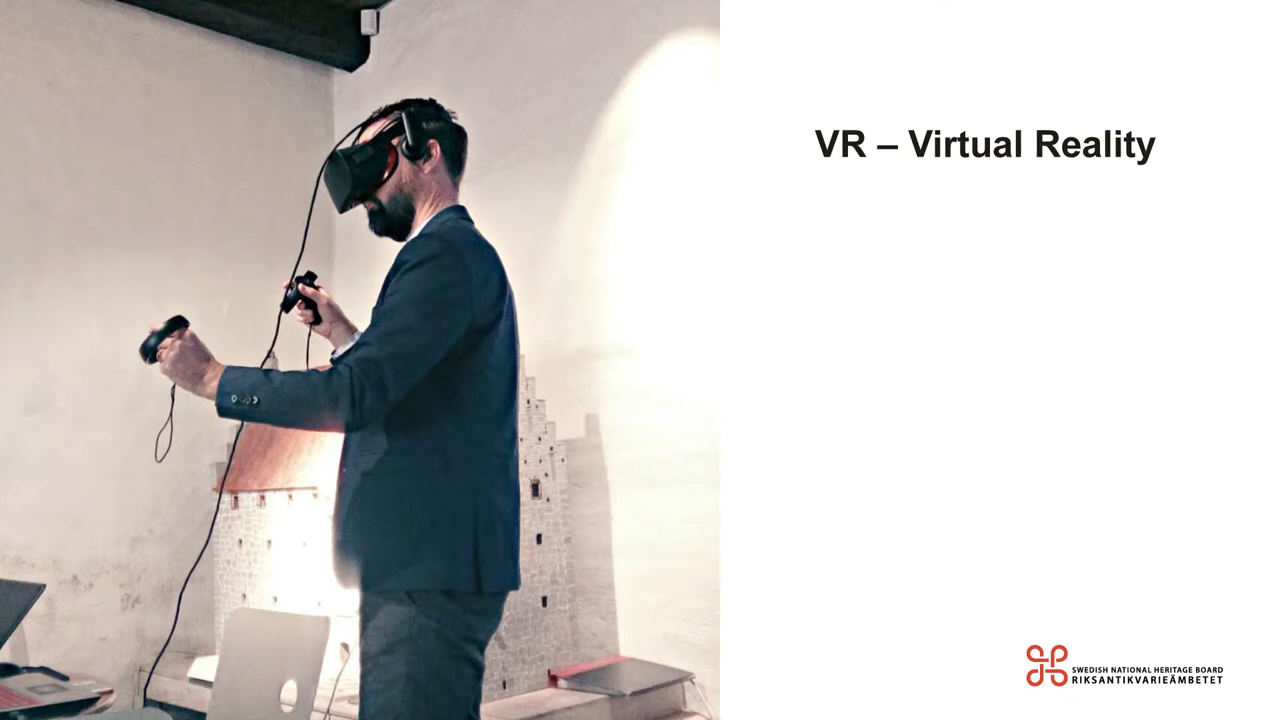 VR – Virtual Reality
SWEDISH NATIONAL HERITAGE BOARD
RIKSANTIKVARIEÄMBETET